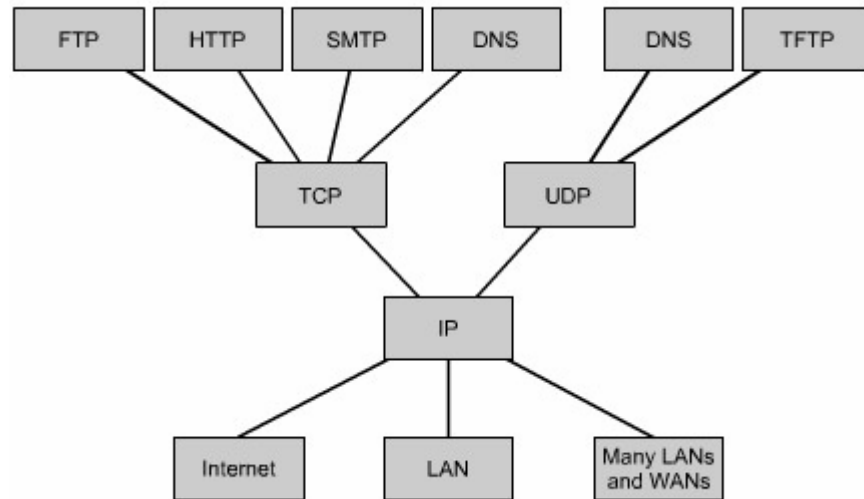 FTP
HTTP
SMTP
DNS
DNS
TFTP
TCP
UDP
IP
Internet
LAN
Many LANs
and WANs